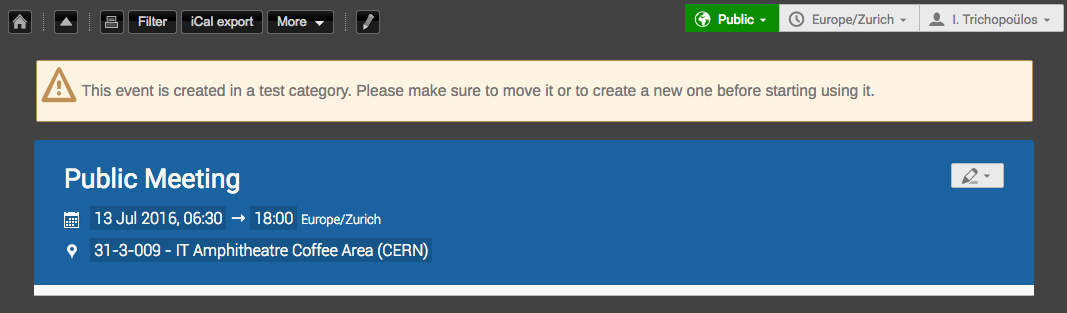 Filter iCal export More Public Europe/Zurich I. Trichopoülos
This event is created in a test category. Please make sure to move it or to create a new one before starting using it.
Public Meeting
13 Jul 2016, 06:30 → 18:00 Europe/Zurich
31-3-009 - IT Amphitheatre Coffee Area (CERN)